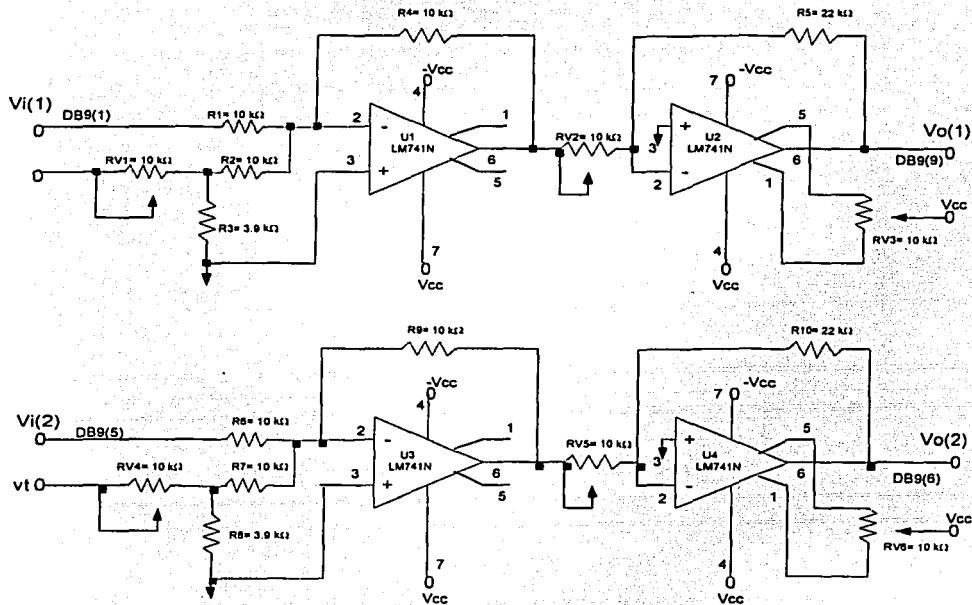 R4= 10 kΩ
R5= 22 kΩ
-Vcc
4
7
-Vcc
Vi(1)
DB9(1)
R1= 10 kΩ
2
-
U1
LM741N
1
6
5
3
+
RV1= 10 kΩ
R2= 10 kΩ
RV2= 10 kΩ
3
+
U2
LM741N
5
6
1
2
-
Vo(1)
DB9(9)
R3= 3.9 kΩ
Vcc
RV3= 10 kΩ
7
Vcc
4
Vcc
R9= 10 kΩ
R10= 22 kΩ
-Vcc
4
7
-Vcc
Vi(2)
DB9(5)
R6= 10 kΩ
2
-
U3
LM741N
1
6
5
3
+
vt
RV4= 10 kΩ
R7= 10 kΩ
RV5= 10 kΩ
3
+
U4
LM741N
5
6
1
2
-
Vo(2)
DB9(6)
3.9 kΩ
Vcc
RV6= 10 kΩ
7
Vcc
4
Vcc